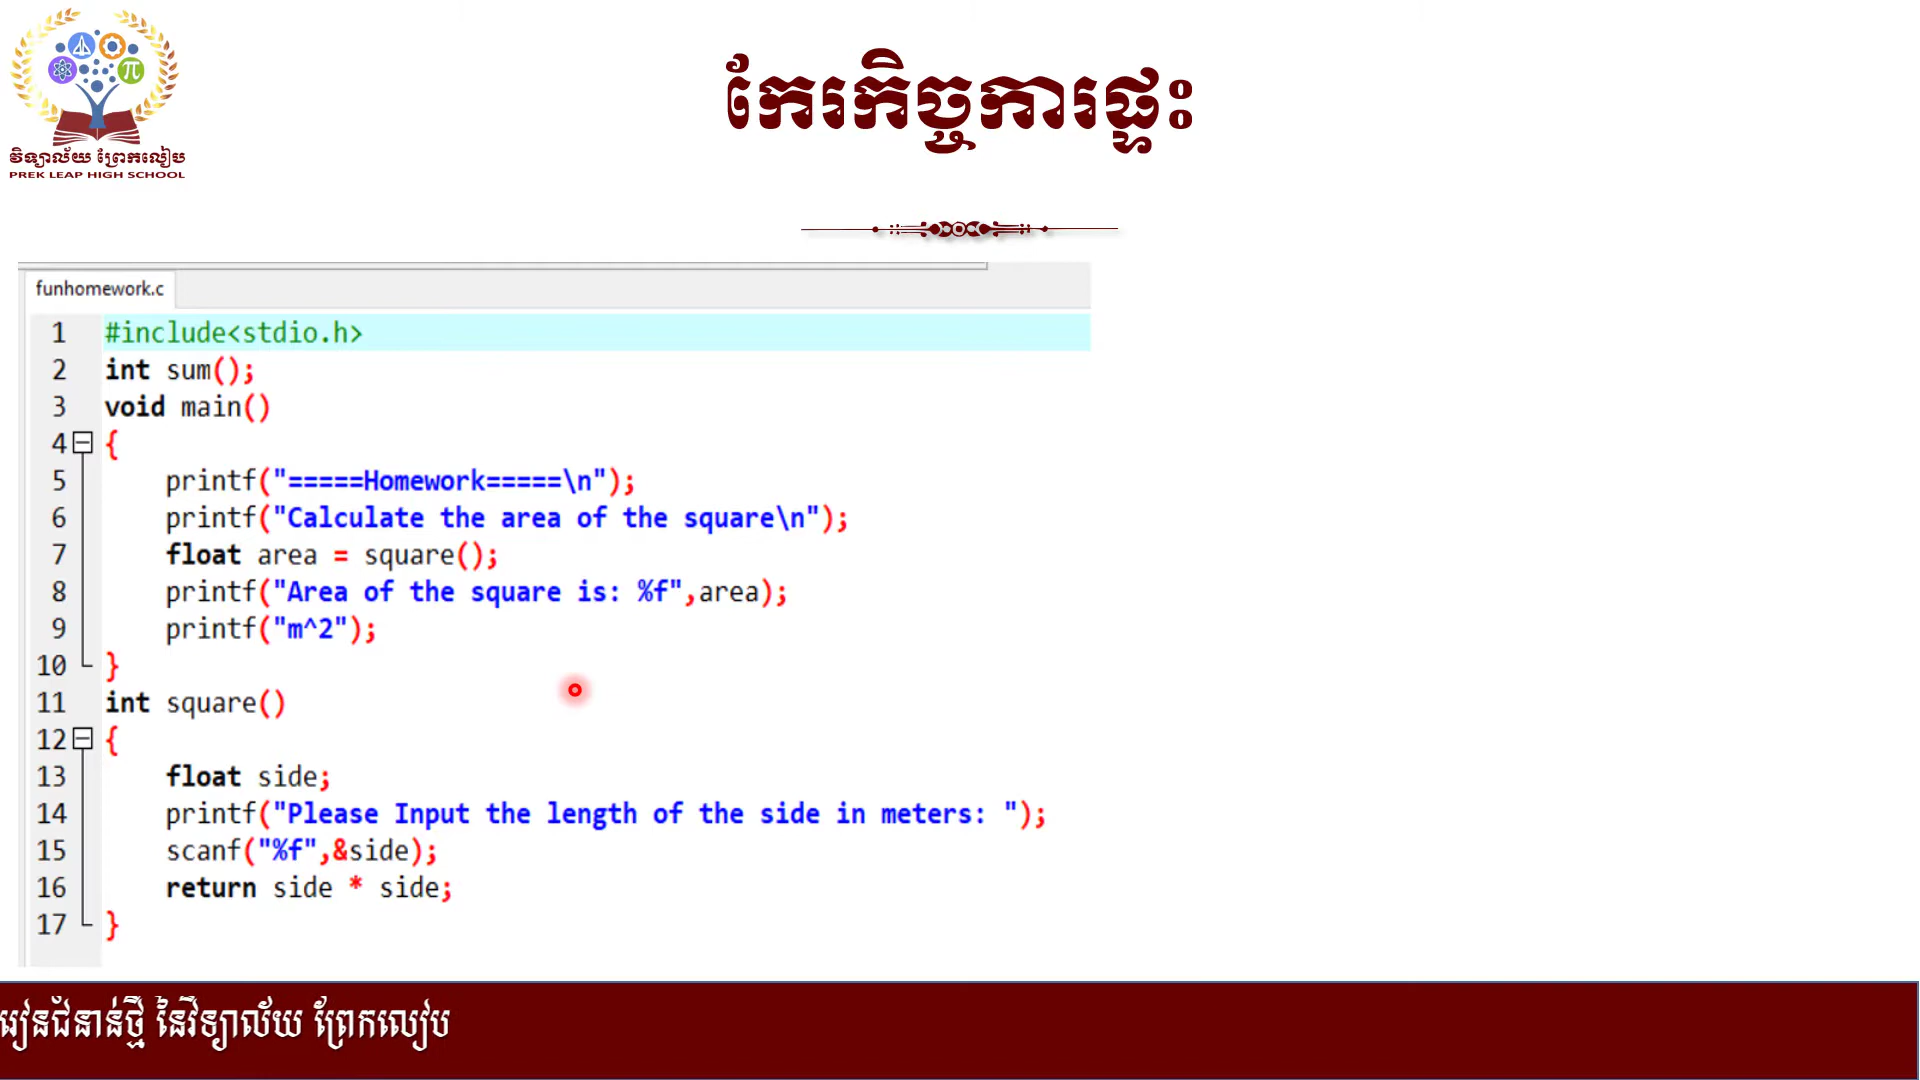 វិទ្យាល័យ ព្រែកលៀប
PREK LEAP HIGH SCHOOL
កែរកិច្ចការផ្ទះ
funhomework.c
1 #include<stdio.h>
2 int sum();
3 void main()
4 {
5 printf("=====Homework=====\n");
6 printf("Calculate the area of the square\n");
7 float area = square();
8 printf("Area of the square is: %f",area);
9 printf("m^2");
10 }
11 int square()
12 {
13 float side;
14 printf("Please Input the length of the side in meters: ");
15 scanf("%f",&side);
16 return side * side;
17 }
រៀនជំនាន់ថ្មី នៃវិទ្យាល័យ ព្រែកលៀប